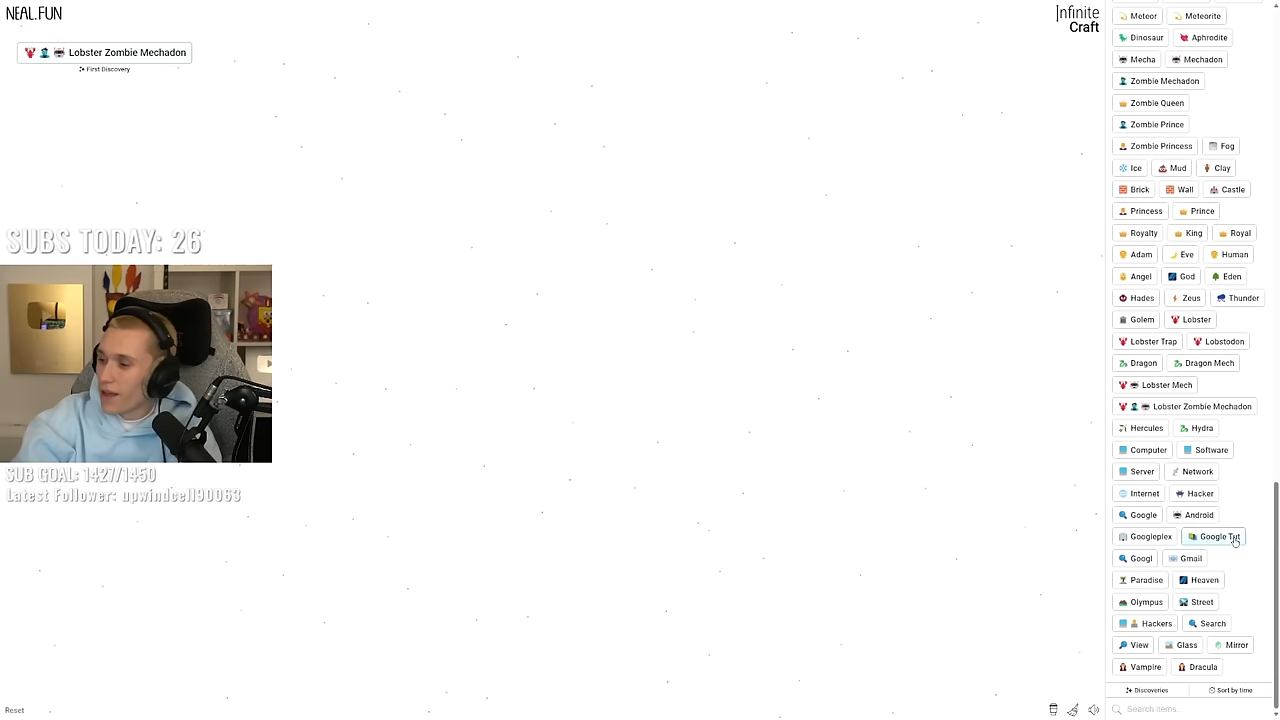 NEAL.FUN
Infinite
Craft
Lobster Zombie Mechadon
First Discovery
SUBS TODAY: 26
SUB GOAL: 1427/1450
Latest Follower: upwindcell90063
Reset
Meteor Meteorite
Dinosaur Aphrodite
Mecha Mechadon
Zombie Mechadon
Zombie Queen
Zombie Prince
Zombie Princess Fog
Ice Mud Clay
Brick Wall Castle
Princess Prince
Royalty King Royal
Adam Eve Human
Angel God Eden
Hades Zeus Thunder
Golem Lobster
Lobster Trap Lobstodon
Dragon Dragon Mech
Lobster Mech
Lobster Zombie Mechadon
Hercules Hydra
Computer Software
Server Network
Internet Hacker
Google Android
Googleplex Google Tut
Googl Gmail
Paradise Heaven
Olympus Street
Hackers Search
View Glass Mirror
Vampire Dracula
Discoveries Sort by time
Search items...